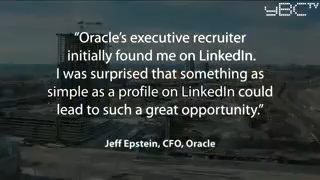 yBCTV
“Oracle’s executive recruiter
initially found me on LinkedIn.
I was surprised that something as
simple as a profile on LinkedIn could
lead to such a great opportunity.”
Jeff Epstein, CFO, Oracle